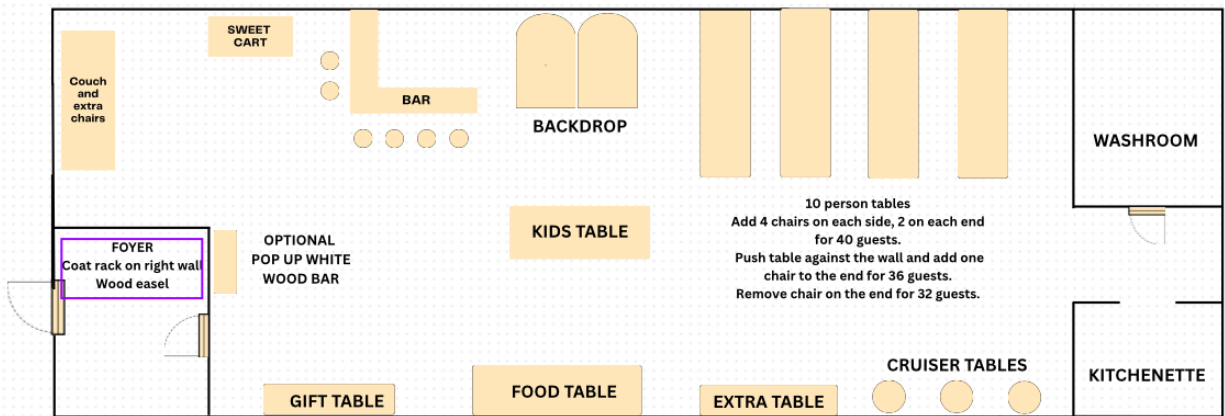 SWEET
CART
Couch
and
extra
chairs
BAR
BACKDROP
WASHROOM
10 person tables
Add 4 chairs on each side, 2 on each end
for 40 guests.
Push table against the wall and add one
chair to the end for 36 guests.
Remove chair on the end for 32 guests.
KIDS TABLE
FOYER
Coat rack on right wall
Wood easel
OPTIONAL
POP UP WHITE
WOOD BAR
GIFT TABLE
FOOD TABLE
EXTRA TABLE
CRUISER TABLES
KITCHENETTE